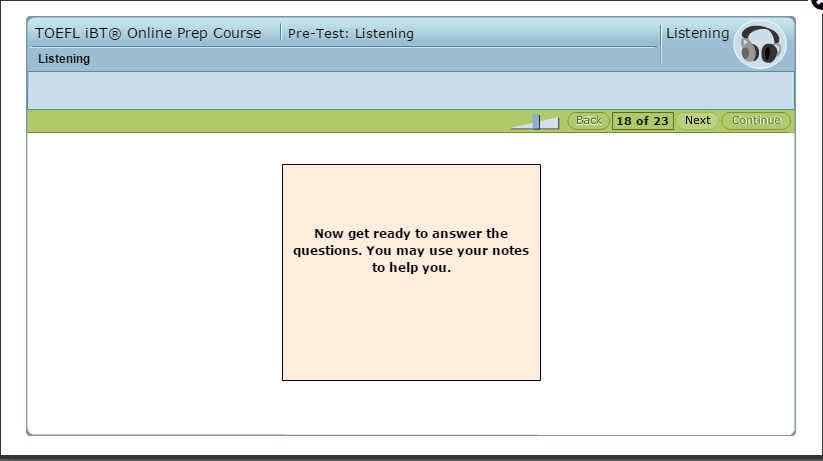 TOEFL iBT® Online Prep Course Pre-Test: Listening Listening
Listening
Back 18 of 23 Next Continue
Now get ready to answer the
questions. You may use your notes
to help you.